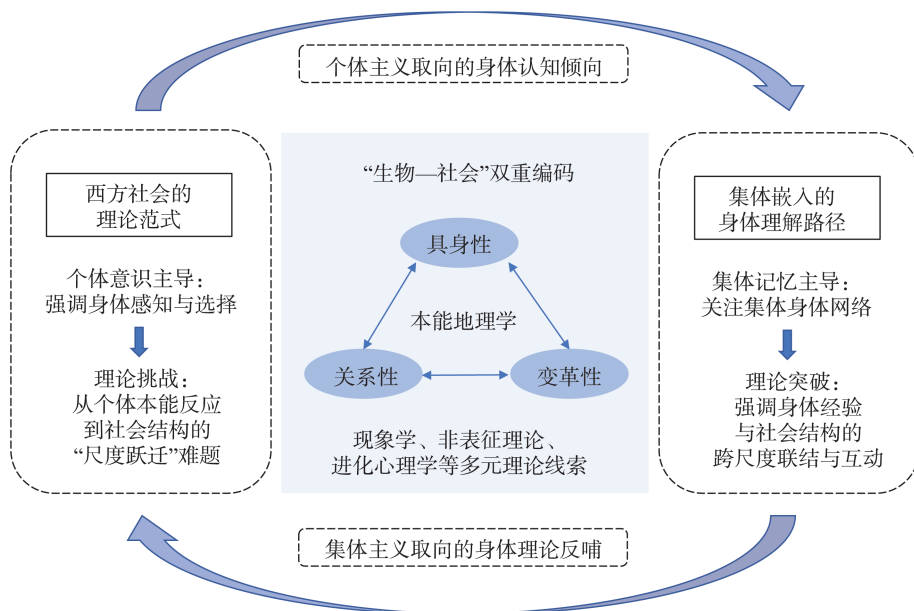 个体主义取向的身体认知倾向
西方社会的
理论范式
个体意识主导：
强调身体感知与选择
理论挑战：
从个体本能反应
到社会结构的
“尺度跃迁”难题
“生物—社会”双重编码
具身性
本能地理学
关系性
变革性
现象学、非表征理论、
进化心理学等多元理论线索
集体嵌入的
身体理解路径
集体记忆主导：
关注集体身体网络
理论突破：
强调身体经验
与社会结构的
跨尺度联结与互动
集体主义取向的身体理论反哺